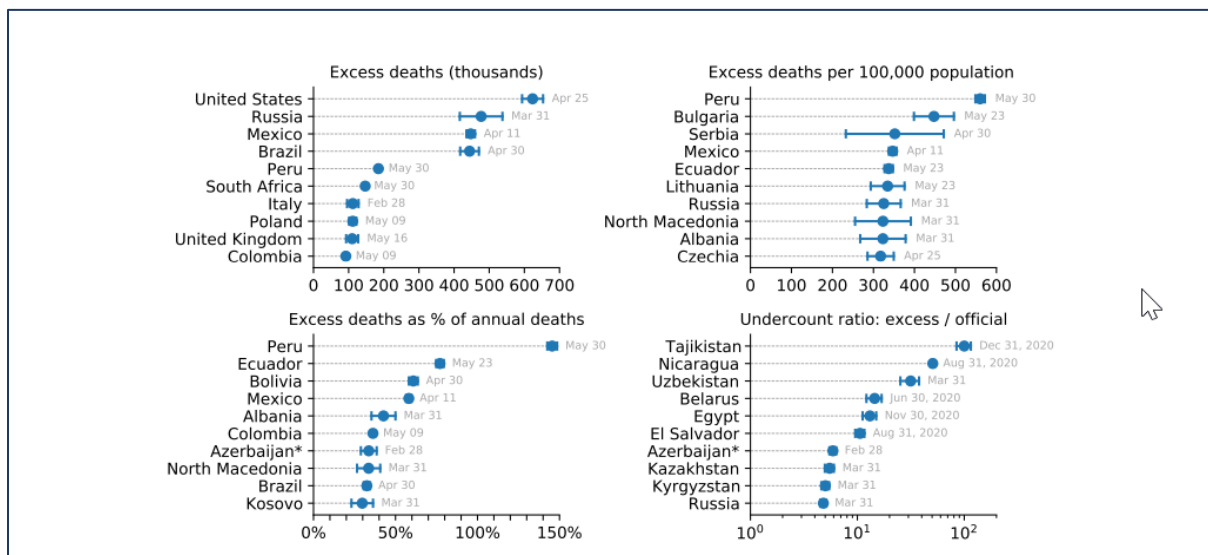 Excess deaths (thousands)
United States Apr 25
Russia Mar 31
Mexico Apr 11
Brazil Apr 30
Peru May 30
South Africa May 30
Italy Feb 28
Poland May 09
United Kingdom May 16
Colombia May 09
0 100 200 300 400 500 600 700
Excess deaths per 100,000 population
Peru May 30
Bulgaria May 23
Serbia Apr 30
Mexico Apr 11
Ecuador May 23
Lithuania May 23
Russia Mar 31
North Macedonia Mar 31
Albania Mar 31
Czechia Apr 25
0 100 200 300 400 500 600
Excess deaths as % of annual deaths
Peru May 30
Ecuador May 23
Bolivia Apr 30
Mexico Apr 11
Albania Mar 31
Colombia May 09
Azerbaijan* Feb 28
North Macedonia Mar 31
Brazil Apr 30
Kosovo Mar 31
0% 50% 100% 150%
Undercount ratio: excess / official
Tajikistan Dec 31, 2020
Nicaragua Aug 31, 2020
Uzbekistan Mar 31
Belarus Jun 30, 2020
Egypt Nov 30, 2020
El Salvador Aug 31, 2020
Azerbaijan* Feb 28
Kazakhstan Mar 31
Kyrgyzstan Mar 31
Russia Mar 31
10⁰ 10¹ 10²